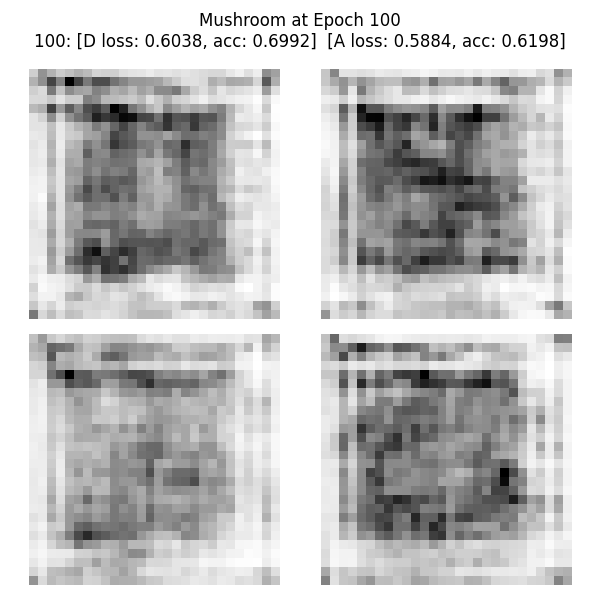 Mushroom at Epoch 100
100: [D loss: 0.6038, acc: 0.6992]  [A loss: 0.5884, acc: 0.6198]